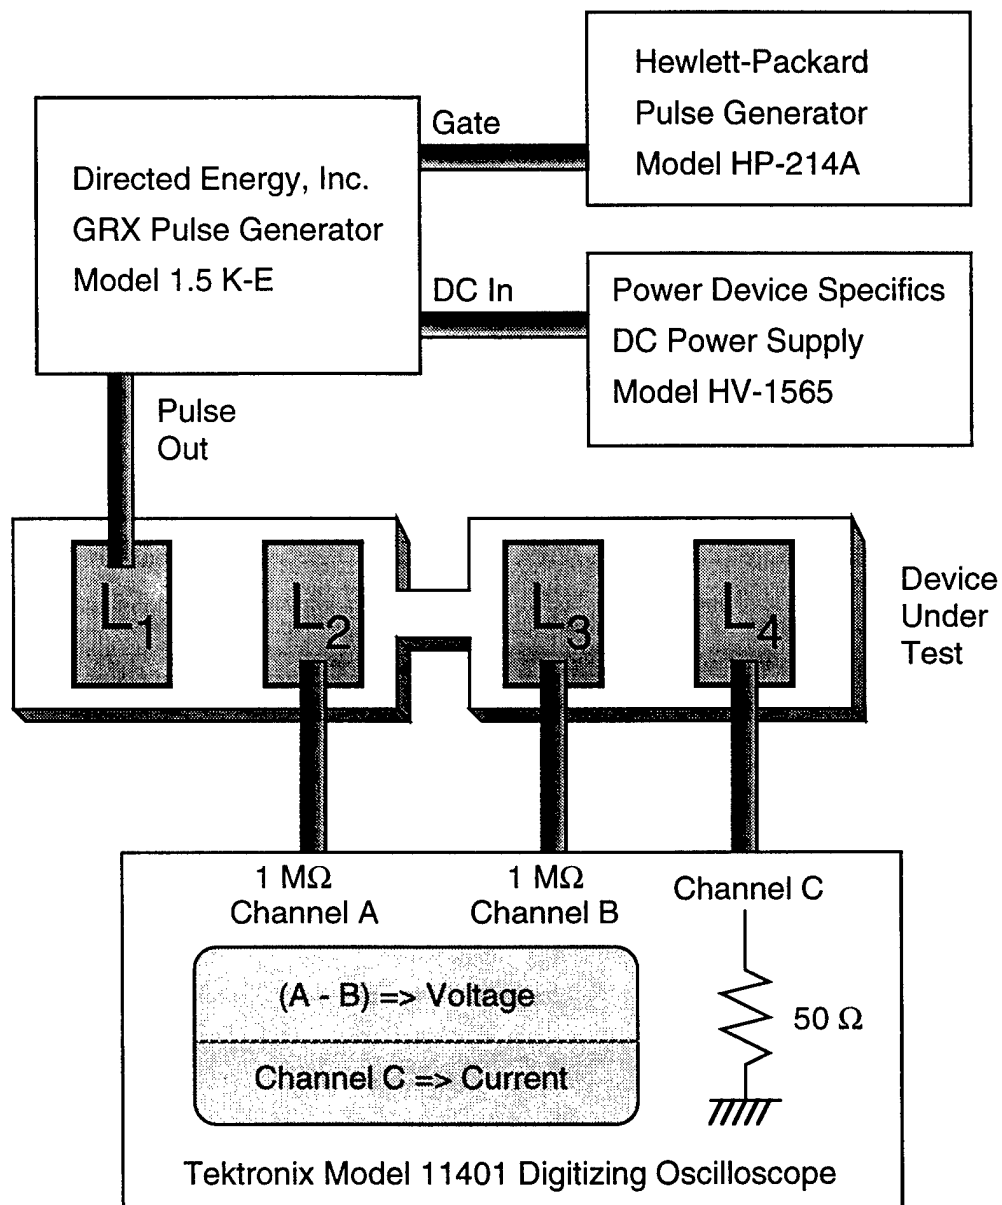 Hewlett-Packard
Pulse Generator
Model HP-214A
Gate
Directed Energy, Inc.
GRX Pulse Generator
Model 1.5 K-E
DC In
Power Device Specifics
DC Power Supply
Model HV-1565
Pulse
Out
L1
L2
L3
L4
Device
Under
Test
1 MΩ
Channel A
1 MΩ
Channel B
Channel C
(A - B) => Voltage
Channel C => Current
50 Ω
Tektronix Model 11401 Digitizing Oscilloscope